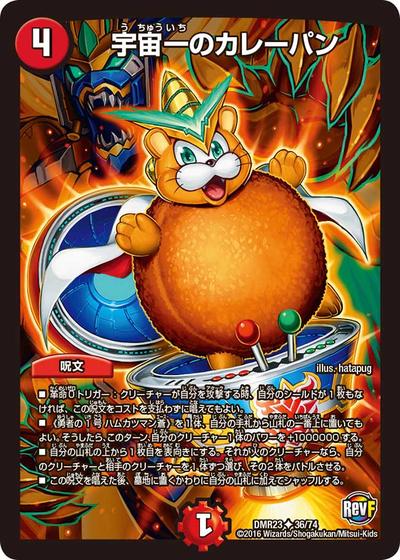 4
う ちゅういち
宇宙一のカレーパン
呪文
illus. hatapug
■ 革命0トリガー：クリーチャーが自分を攻撃する時、自分のシールドが1枚もな
ければ、この呪文をコストを支払わずに唱えてもよい。
■ 《勇者の1号 ハムカツマン蒼》を1体、自分の手札から山札の一番上に置いても
よい。そうしたら、このターン、自分のクリーチャー1体のパワーを+1000000する。
■ 自分の山札の上から1枚目を表向きにする。それが火のクリーチャーなら、自分
のクリーチャーと相手のクリーチャーを1体ずつ選び、その2体をバトルさせる。
■ この呪文を唱えた後、墓地に置くかわりに自分の山札に加えてシャッフルする。
1
RevF
DMR23 ◆ 36/74
©2016 Wizards/Shogakukan/Mitsui-Kids